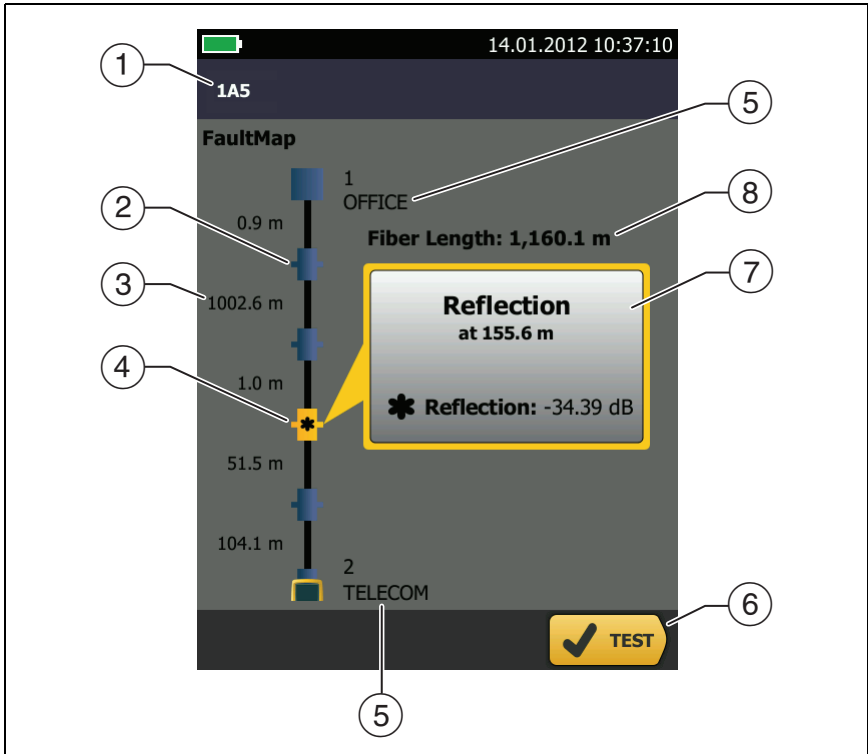 14.01.2012 10:37:10
1
1A5
5
FaultMap
1
OFFICE
8
2
0.9 m
Fiber Length: 1,160.1 m
7
3
1002.6 m
Reflection
at 155.6 m
4
1.0 m
Reflection: -34.39 dB
51.5 m
104.1 m
2
TELECOM
6
TEST
5